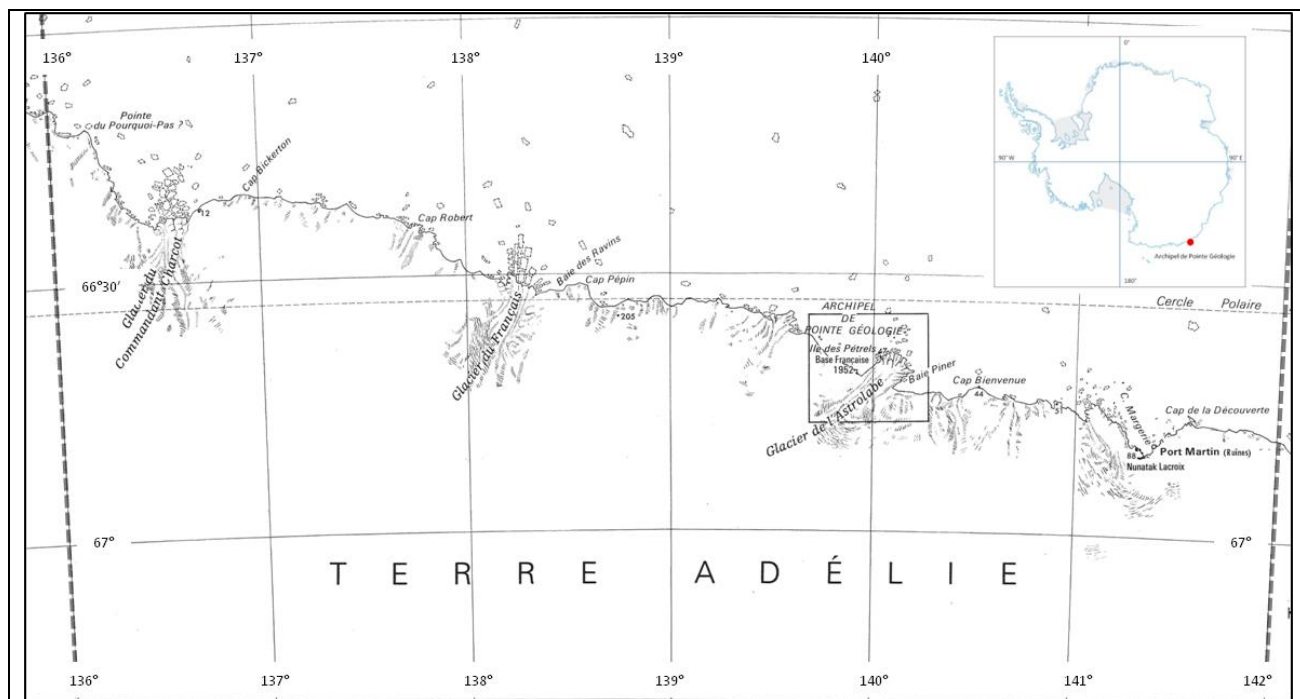 136°
137°
138°
139°
140°
0°
90° W
90° E
180°
Archipel de Pointe Géologie
Pointe
du Pourquoi-Pas ?
Cap Bickerton
12
Glacier du
Commandant Charcot
Cap Robert
Glacier du Français
Baie des Ravins
Cap Pépin
205
66°30'
Cercle Polaire
ARCHIPEL
DE
POINTE GÉOLOGIE
Ile des Pétrels
Base Française
1952
Baie Piner
Glacier de l'Astrolabe
Cap Bienvenue
44
51
C. Margerie
Cap de la Découverte
88
Port Martin (Ruines)
Nunatak Lacroix
67°
67°
TERRE ADÉLIE
136°
137°
138°
139°
140°
141°
142°